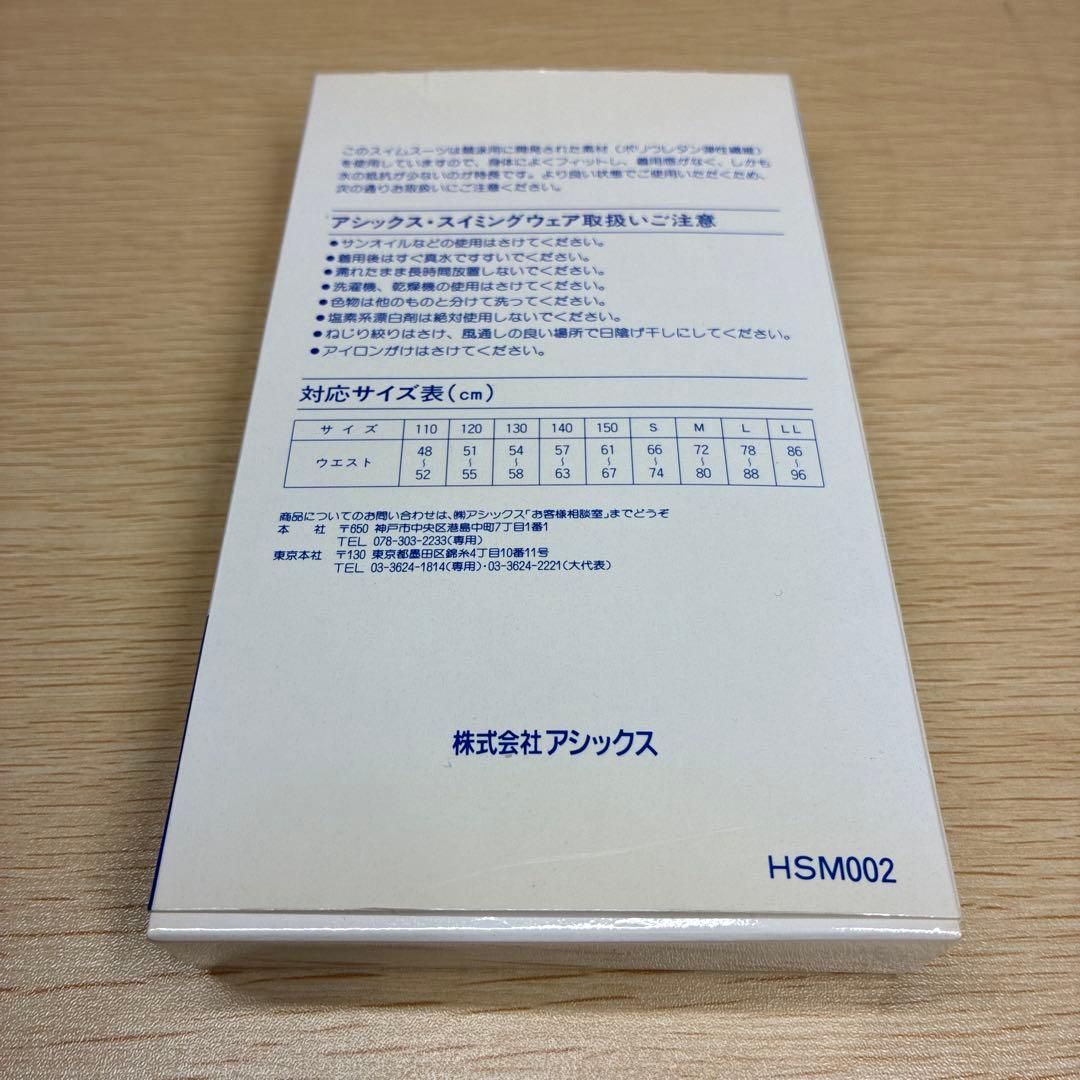 このスイムスーツは競泳用に開発された素材（ポリウレタン弾性繊維）
を使用していますので、身体によくフィットし、着用感がなく、しかも
水の抵抗が少ないのが特長です。より良い状態でご使用いただくため、
次の通りお取扱いにご注意ください。
アシックス・スイミングウェア取扱いご注意
●サンオイルなどの使用はさけてください。
●着用後はすぐ真水ですすいでください。
●濡れたまま長時間放置しないでください。
●洗濯機、乾燥機の使用はさけてください。
●色物は他のものと分けて洗ってください。
●塩素系漂白剤は絶対使用しないでください。
●ねじり絞りはさけ、風通しの良い場所で日陰げ干しにしてください。
●アイロンがけはさけてください。
対応サイズ表(cm)
サイズ 110 120 130 140 150 S M L LL
ウエスト 48〜52 51〜55 54〜58 57〜63 61〜67 66〜74 72〜80 78〜88 86〜96
商品についてのお問い合わせは、㈱アシックス「お客様相談室」までどうぞ
本　社　〒650 神戸市中央区港島中町7丁目1番1
TEL 078-303-2233(専用)
東京本社　〒130 東京都墨田区錦糸4丁目10番11号
TEL 03-3624-1814(専用)・03-3624-2221(大代表)
株式会社アシックス
HSM002